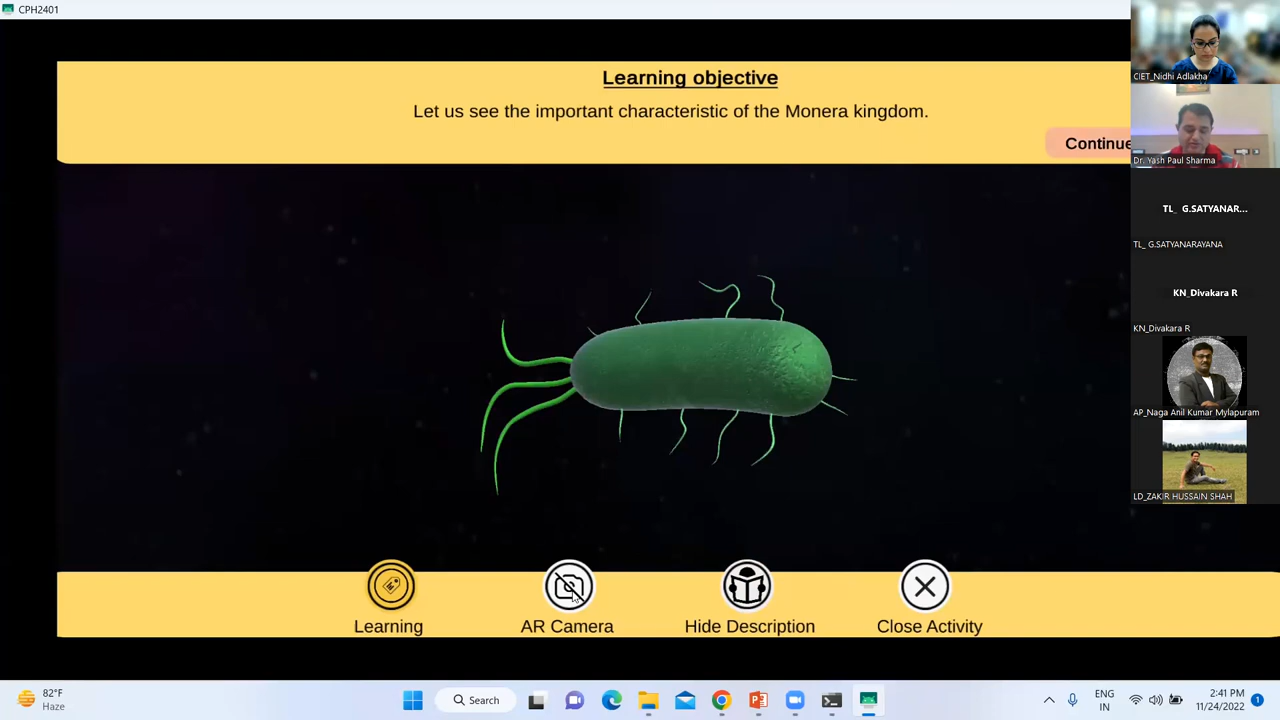 CPH2401
Learning objective
Let us see the important characteristic of the Monera kingdom.
Continue
CIET_Nidhi Adlakha
Dr. Yash Paul Sharma
TL_ G.SATYANAR...
TL_ G.SATYANARAYANA
KN_Divakara R
KN_Divakara R
AP_Naga Anil Kumar Mylapuram
LD_ZAKIR HUSSAIN SHAH
Learning
AR Camera
Hide Description
Close Activity
82°F
Haze
Search
ENG
IN
2:41 PM
11/24/2022
1